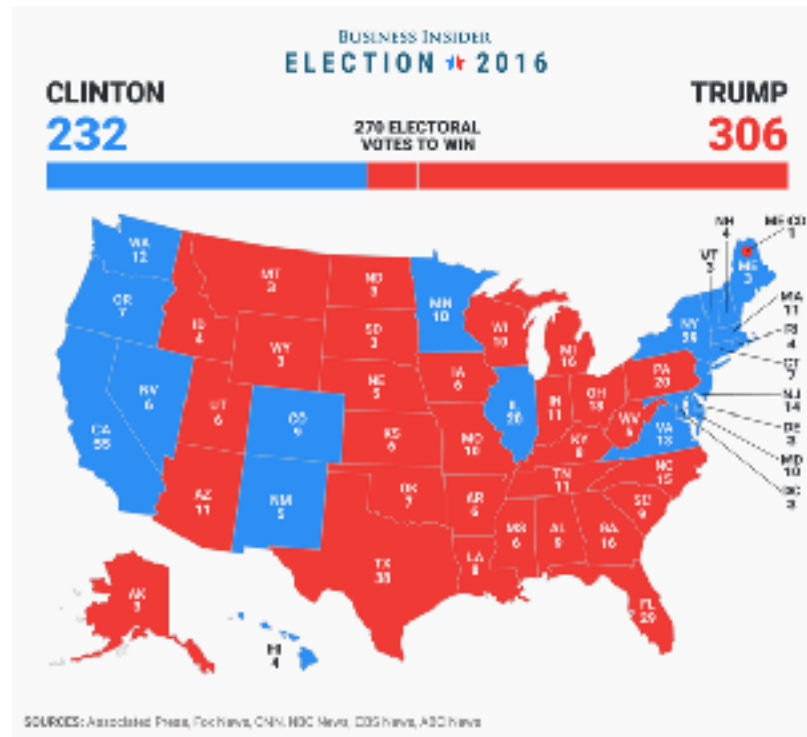 BUSINESS INSIDER
ELECTION 2016
CLINTON
TRUMP
232
270 ELECTORAL
VOTES TO WIN
306
WA
12
OR
7
CA
55
NV
6
ID
4
MT
3
WY
3
UT
6
AZ
11
CO
9
NM
5
ND
3
SD
3
NE
5
KS
6
OK
7
TX
38
MN
10
IA
6
MO
10
AR
6
LA
8
WI
10
IL
20
MI
16
IN
11
OH
18
KY
8
TN
11
MS
6
AL
9
GA
16
FL
29
SC
9
NC
15
VA
13
WV
5
PA
20
NY
29
VT
3
NH
4
ME CD
1
ME
3
MA
11
RI
4
CT
7
NJ
14
DE
3
MD
10
DC
3
AK
3
HI
4
SOURCES: Associated Press, Fox News, CNN, NBC News, CBS News, ABC News